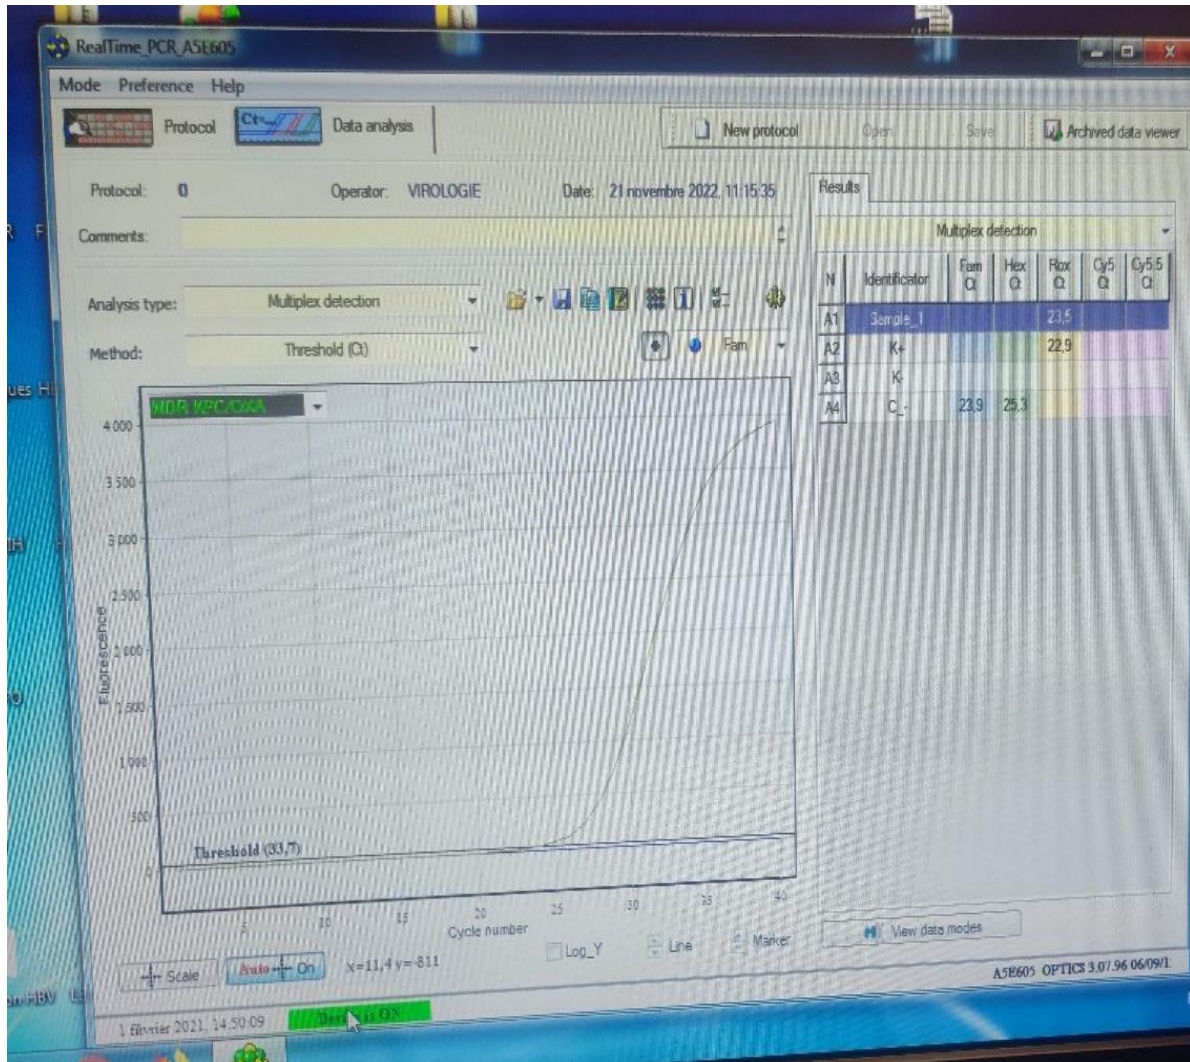 RealTime_PCR_A5E605
Mode Preference Help
Protocol Data analysis New protocol Open Save Archived data viewer
Protocol: 0 Operator: VIROLOGIE Date: 21 novembre 2022, 11:15:35
Comments:
Analysis type: Multiplex detection
Method: Threshold (Ct) Fam
MDR KPC/
4 000
3 500
3 000
2 500
2 000
1 500
1 000
500
0
Fluorescence
Threshold (33,7)
5 10 15 20 25 30 35 40
Cycle number
Log_Y Line Marker
Scale Auto On x=11,4 y=-811
Results
Multiplex detection
N Identificator Fam Ct Hex Ct Rox Ct Cy5 Ct Cy5.5 Ct
A1 Sample_1 23,5
A2 K+ 22,9
A3 K-
A4 C_- 23,9 25,3
View data modes
A5E605 OPTICS 3.07.96 06/09/1
1 février 2021, 14:50:09 Device is ON